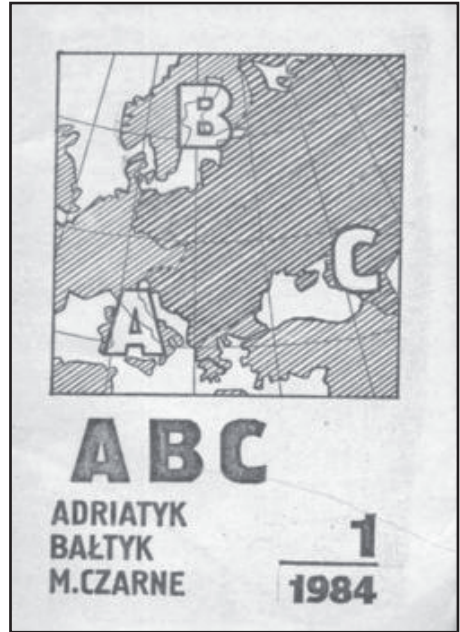 B
C
A
ABC
ADRIATYK
BAŁTYK
M.CZARNE
1
1984